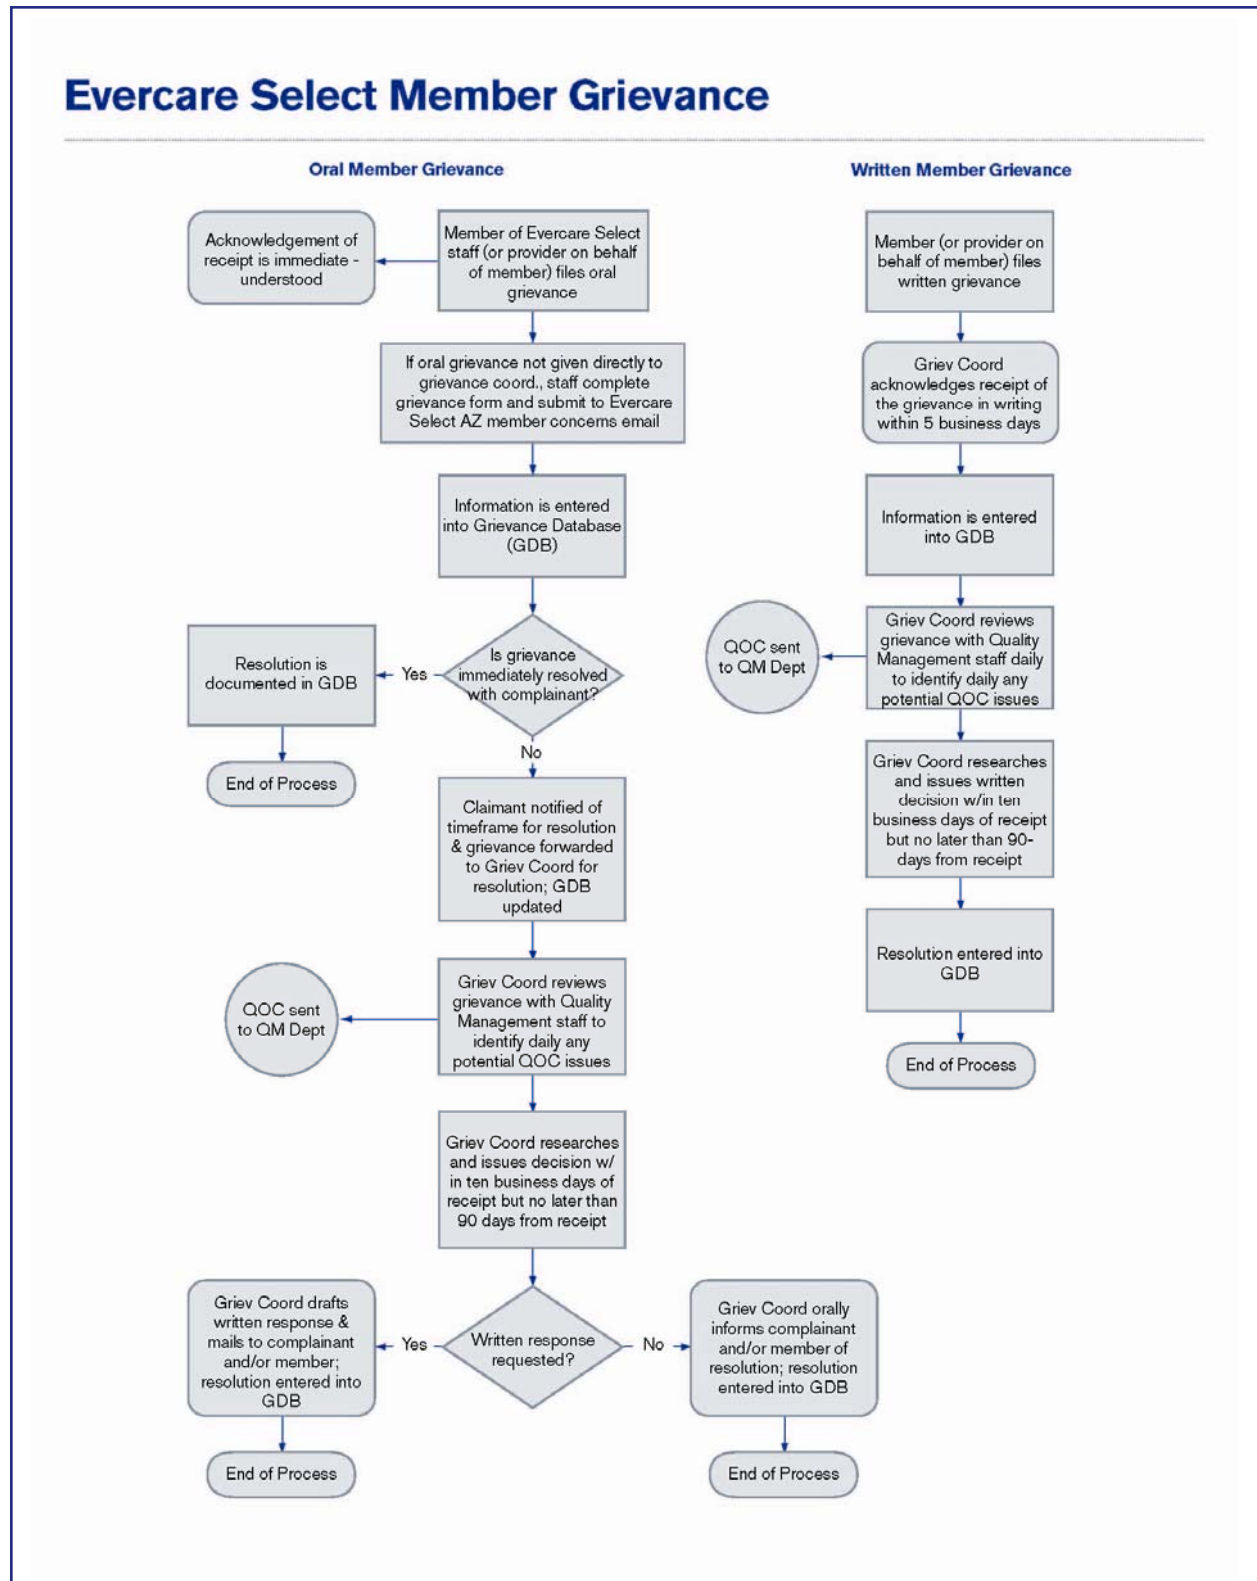 Evercare Select Member Grievance
Oral Member Grievance
Acknowledgement of
receipt is immediate -
understood
Member of Evercare Select
staff (or provider on behalf
of member) files oral
grievance
If oral grievance not given directly to
grievance coord., staff complete
grievance form and submit to Evercare
Select AZ member concerns email
Information is entered
into Grievance Database
(GDB)
Is grievance
immediately resolved
with complainant?
Yes
Resolution is
documented in GDB
End of Process
No
Claimant notified of
timeframe for resolution
& grievance forwarded
to Griev Coord for
resolution; GDB
updated
Griev Coord reviews
grievance with Quality
Management staff to
identify daily any
potential QOC issues
QOC sent
to QM Dept
Griev Coord researches
and issues decision w/
in ten business days of
receipt but no later than
90 days from receipt
Written response
requested?
Yes
Griev Coord drafts
written response &
mails to complainant
and/or member;
resolution entered into
GDB
End of Process
No
Griev Coord orally
informs complainant
and/or member of
resolution; resolution
entered into GDB
End of Process
Written Member Grievance
Member (or provider on
behalf of member) files
written grievance
Griev Coord
acknowledges receipt of
the grievance in writing
within 5 business days
Information is entered
into GDB
Griev Coord reviews
grievance with Quality
Management staff daily
to identify daily any
potential QOC issues
QOC sent
to QM Dept
Griev Coord researches
and issues written
decision w/in ten
business days of receipt
but no later than 90-
days from receipt
Resolution entered into
GDB
End of Process